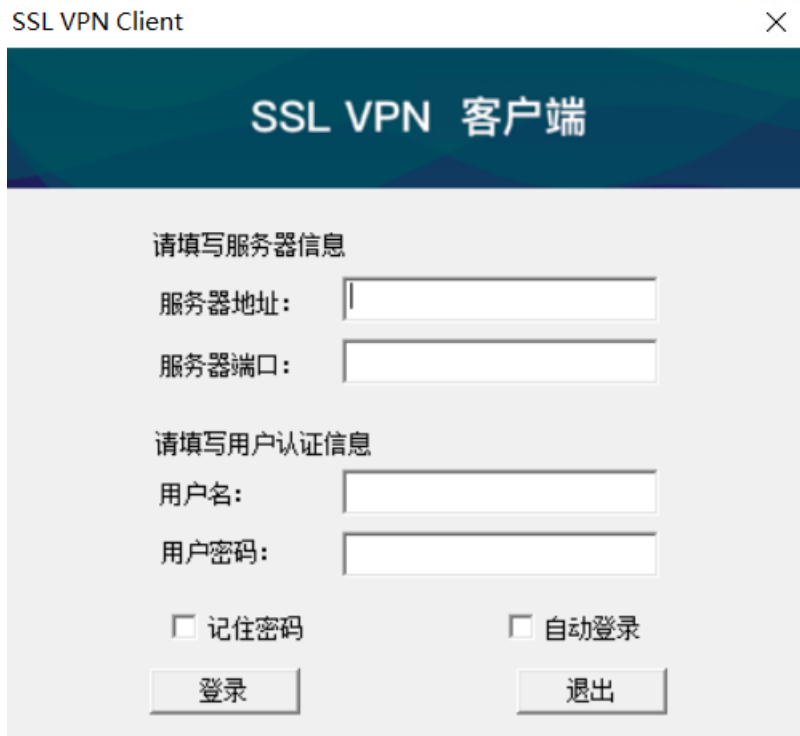 SSL VPN Client
SSL VPN 客户端
请填写服务器信息
服务器地址：
服务器端口：
请填写用户认证信息
用户名：
用户密码：
记住密码 自动登录
登录 退出